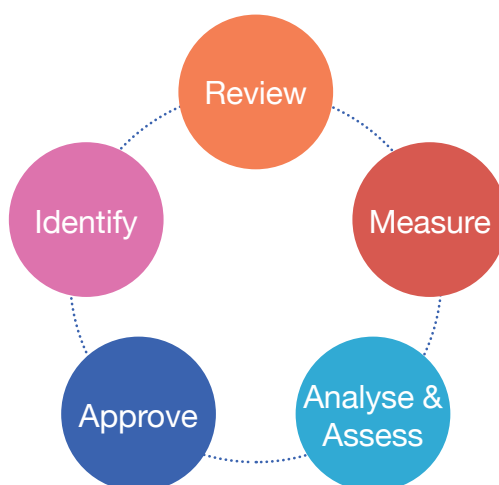 Review
Measure
Analyse &
Assess
Approve
Identify